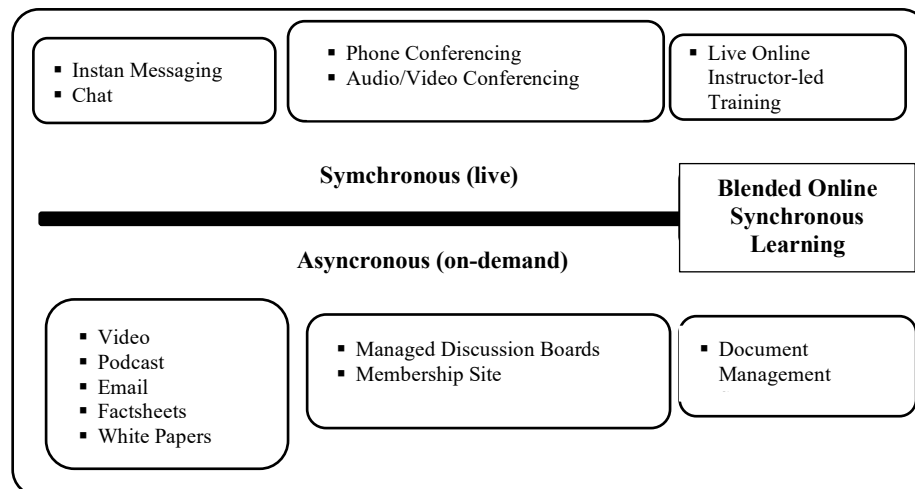 ▪ Instan Messaging
▪ Chat
▪ Phone Conferencing
▪ Audio/Video Conferencing
▪ Live Online
Instructor-led
Training
Symchronous (live)
Blended Online
Synchronous
Learning
Asyncronous (on-demand)
▪ Video
▪ Podcast
▪ Email
▪ Factsheets
▪ White Papers
▪ Managed Discussion Boards
▪ Membership Site
▪ Document
Management